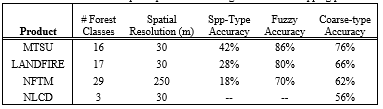 Product # Forest Classes Spatial Resolution (m) Spp-Type Accuracy Fuzzy Accuracy Coarse-type Accuracy
MTSU 16 30 42% 86% 76%
LANDFIRE 17 30 28% 80% 66%
NFTM 29 250 18% 70% 62%
NLCD 3 30 -- -- 56%